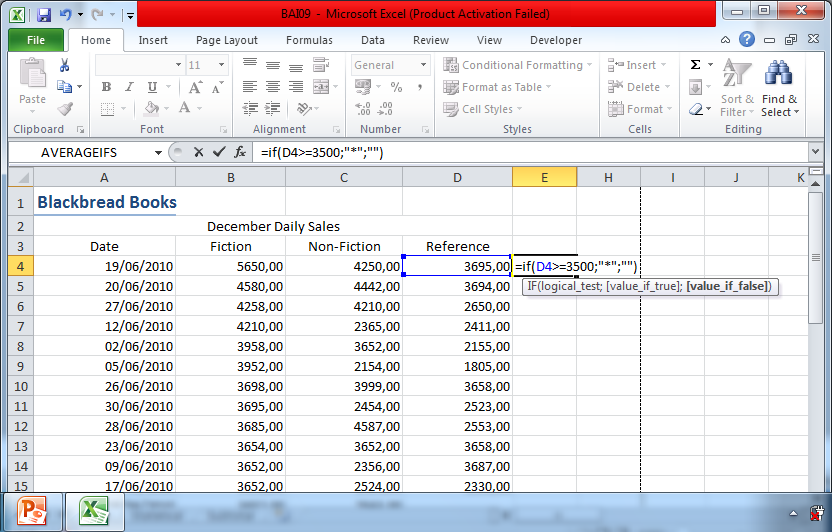 BAI09 - Microsoft Excel (Product Activation Failed)
File Home Insert Page Layout Formulas Data Review View Developer
Paste
Clipboard
11
B I U
Font
Alignment
General
% ,
Number
Conditional Formatting
Format as Table
Cell Styles
Styles
Insert
Delete
Format
Cells
Σ
Sort & Filter
Find & Select
Editing
AVERAGEIFS fx =if(D4>=3500;"*";"")
A B C D E H I J K
1 Blackbread Books
2 December Daily Sales
3 Date Fiction Non-Fiction Reference
4 19/06/2010 5650,00 4250,00 3695,00 =if(D4>=3500;"*";"")
IF(logical_test; [value_if_true]; [value_if_false])
5 20/06/2010 4580,00 4442,00 3694,00
6 27/06/2010 4258,00 4210,00 2650,00
7 12/06/2010 4210,00 2365,00 2411,00
8 02/06/2010 3958,00 3652,00 2155,00
9 05/06/2010 3952,00 2154,00 1805,00
10 26/06/2010 3698,00 3999,00 3658,00
11 30/06/2010 3695,00 2454,00 2523,00
12 28/06/2010 3685,00 4587,00 2553,00
13 23/06/2010 3654,00 3652,00 3658,00
14 09/06/2010 3652,00 2356,00 3687,00
15 17/06/2010 3652,00 2524,00 2330,00